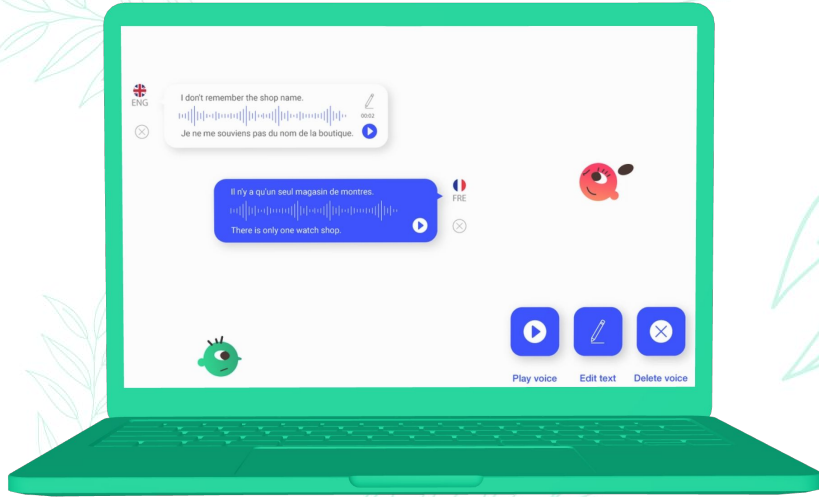 ENG
I don't remember the shop name.
00:02
Je ne me souviens pas du nom de la boutique.
Il n'y a qu'un seul magasin de montres.
FRE
There is only one watch shop.
Play voice
Edit text
Delete voice